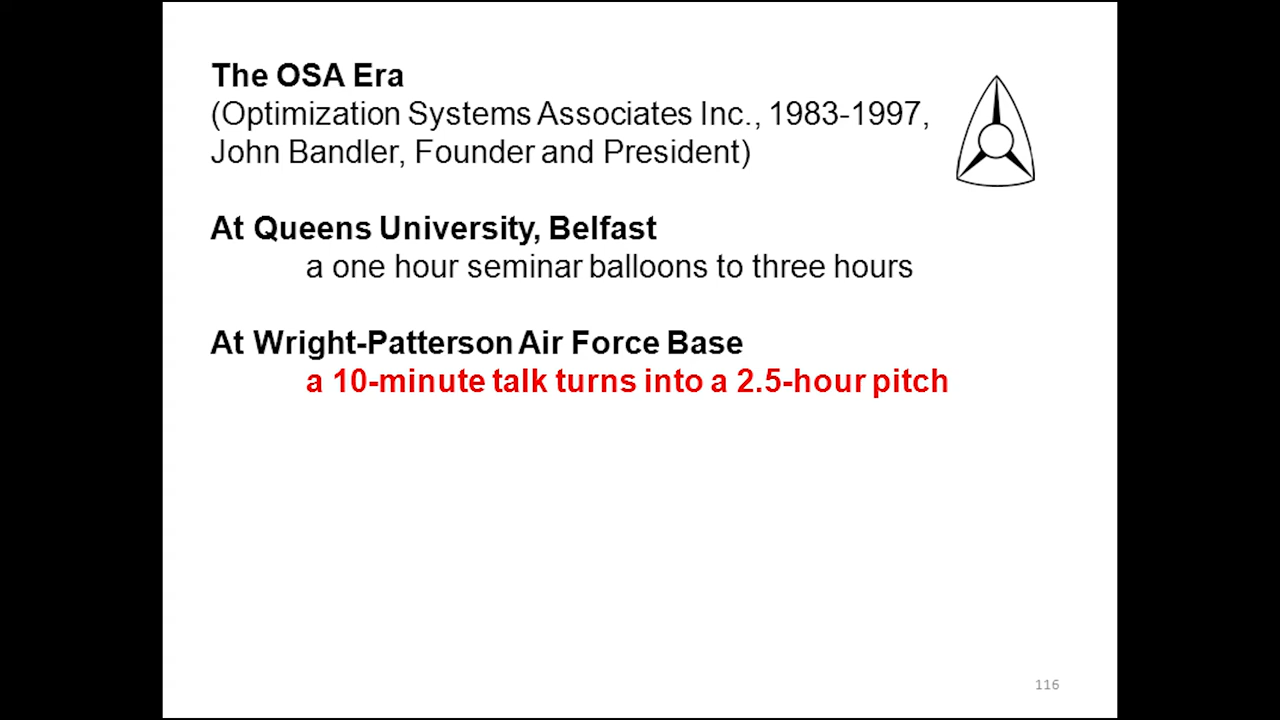 The OSA Era
(Optimization Systems Associates Inc., 1983-1997,
John Bandler, Founder and President)
At Queens University, Belfast
a one hour seminar balloons to three hours
At Wright-Patterson Air Force Base
a 10-minute talk turns into a 2.5-hour pitch
116